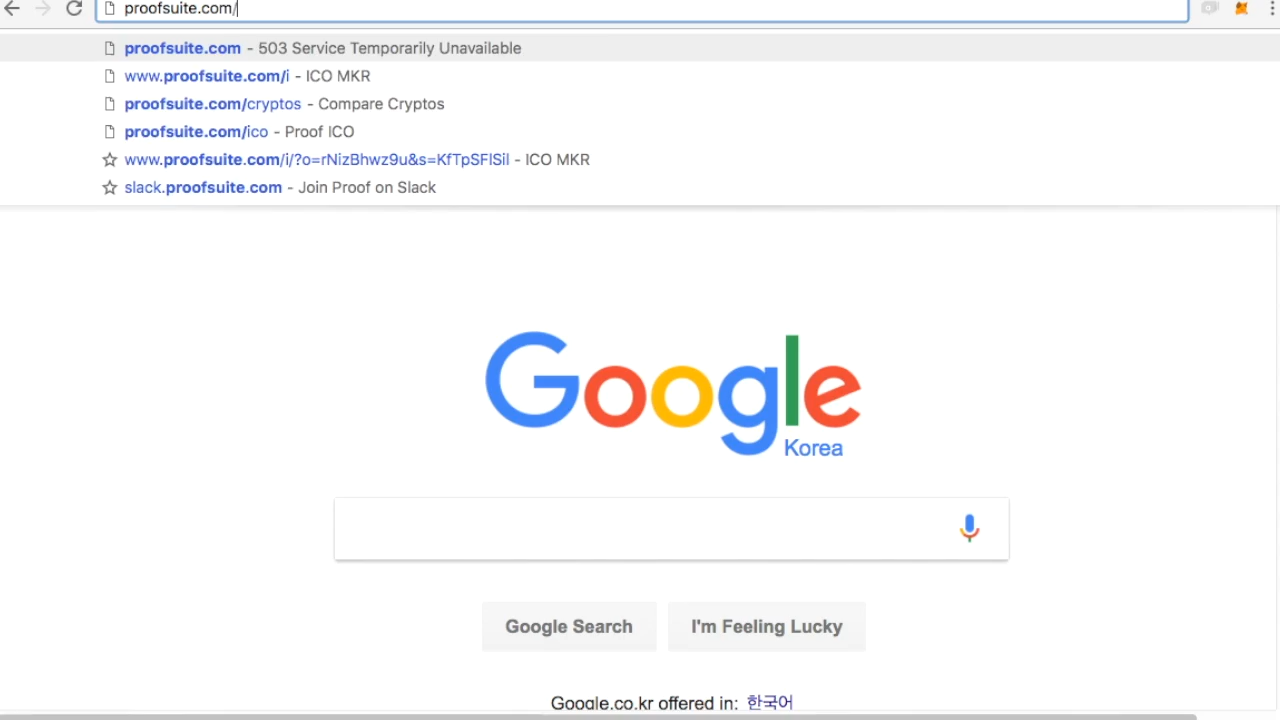 proofsuite.com/
proofsuite.com - 503 Service Temporarily Unavailable
www.proofsuite.com/i - ICO MKR
proofsuite.com/cryptos - Compare Cryptos
proofsuite.com/ico - Proof ICO
www.proofsuite.com/i/?o=rNizBhwz9u&s=KfTpSFlSil - ICO MKR
slack.proofsuite.com - Join Proof on Slack
Google
Korea
Google Search I'm Feeling Lucky
Google.co.kr offered in: 한국어